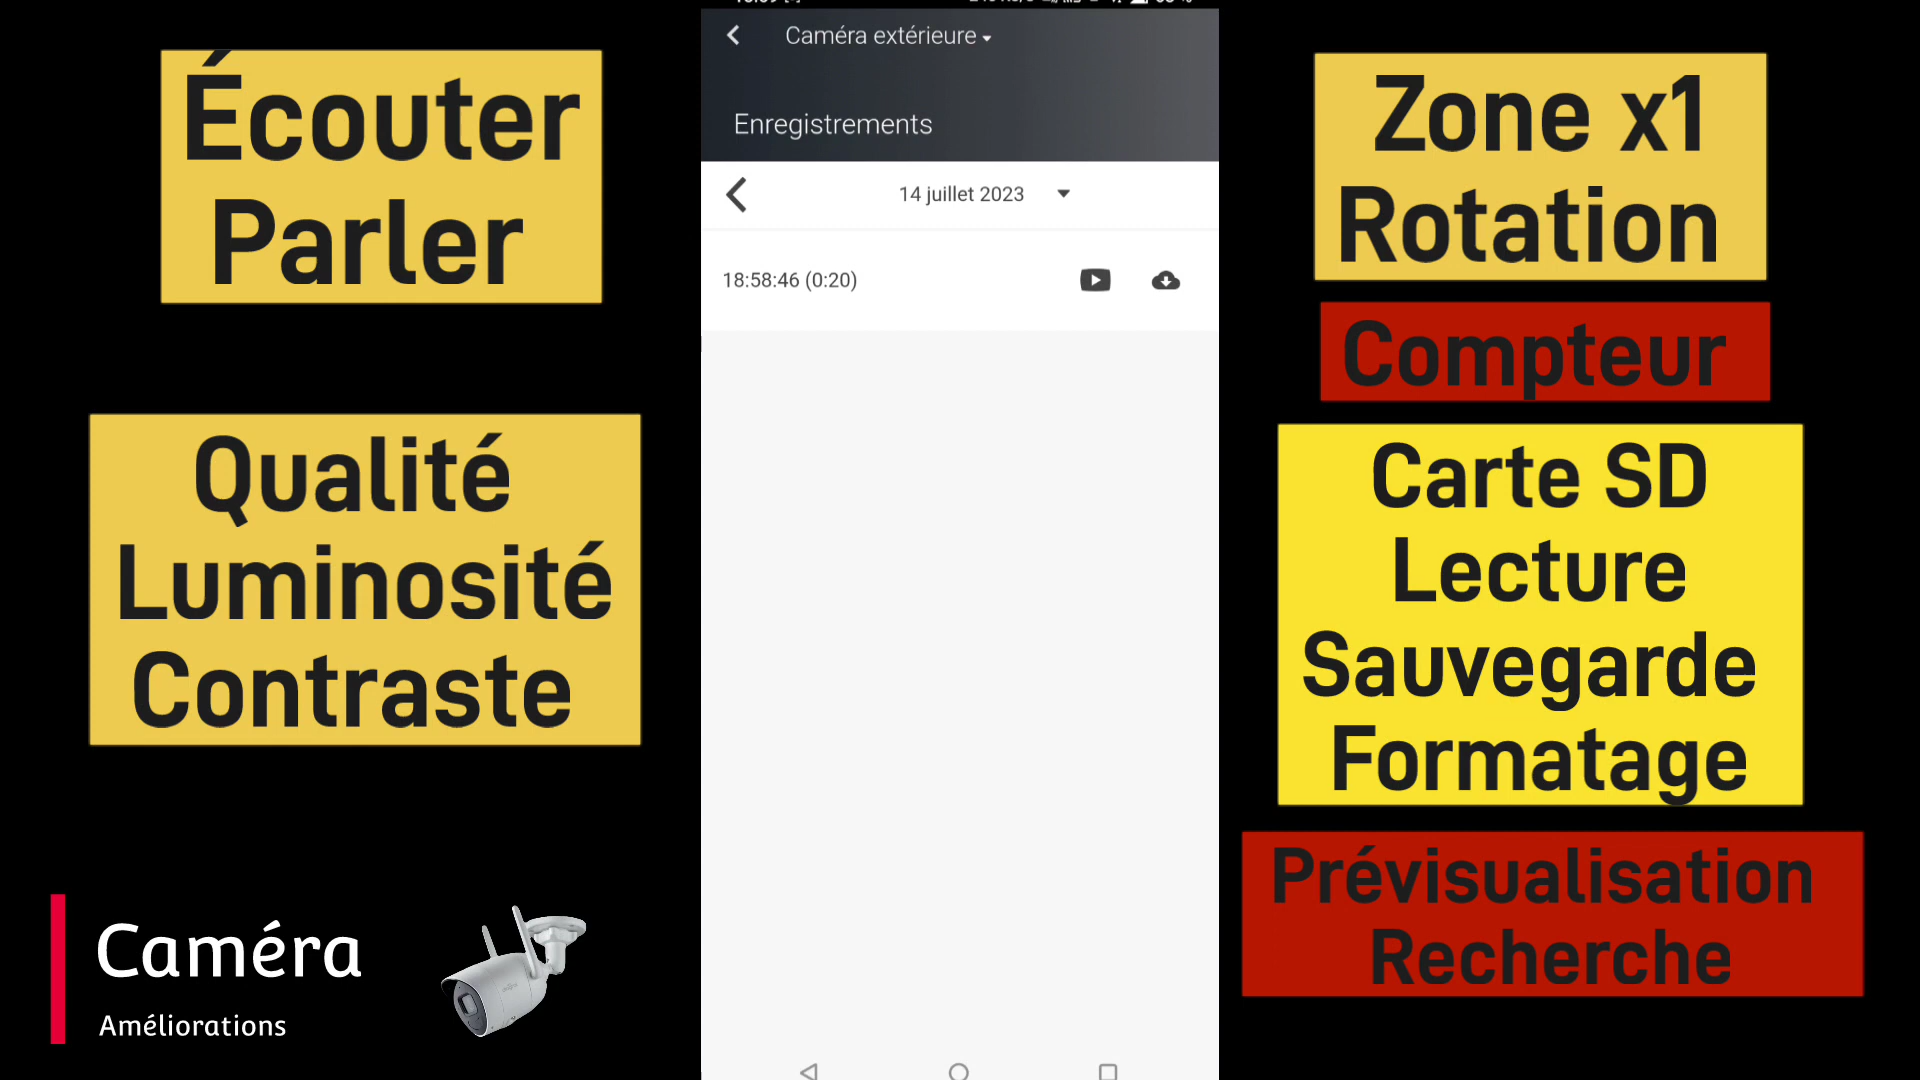 Écouter
Parler
Qualité
Luminosité
Contraste
Caméra
Améliorations
Caméra extérieure
Enregistrements
14 juillet 2023
18:58:46 (0:20)
Zone x1
Rotation
Compteur
Carte SD
Lecture
Sauvegarde
Formatage
Prévisualisation
Recherche